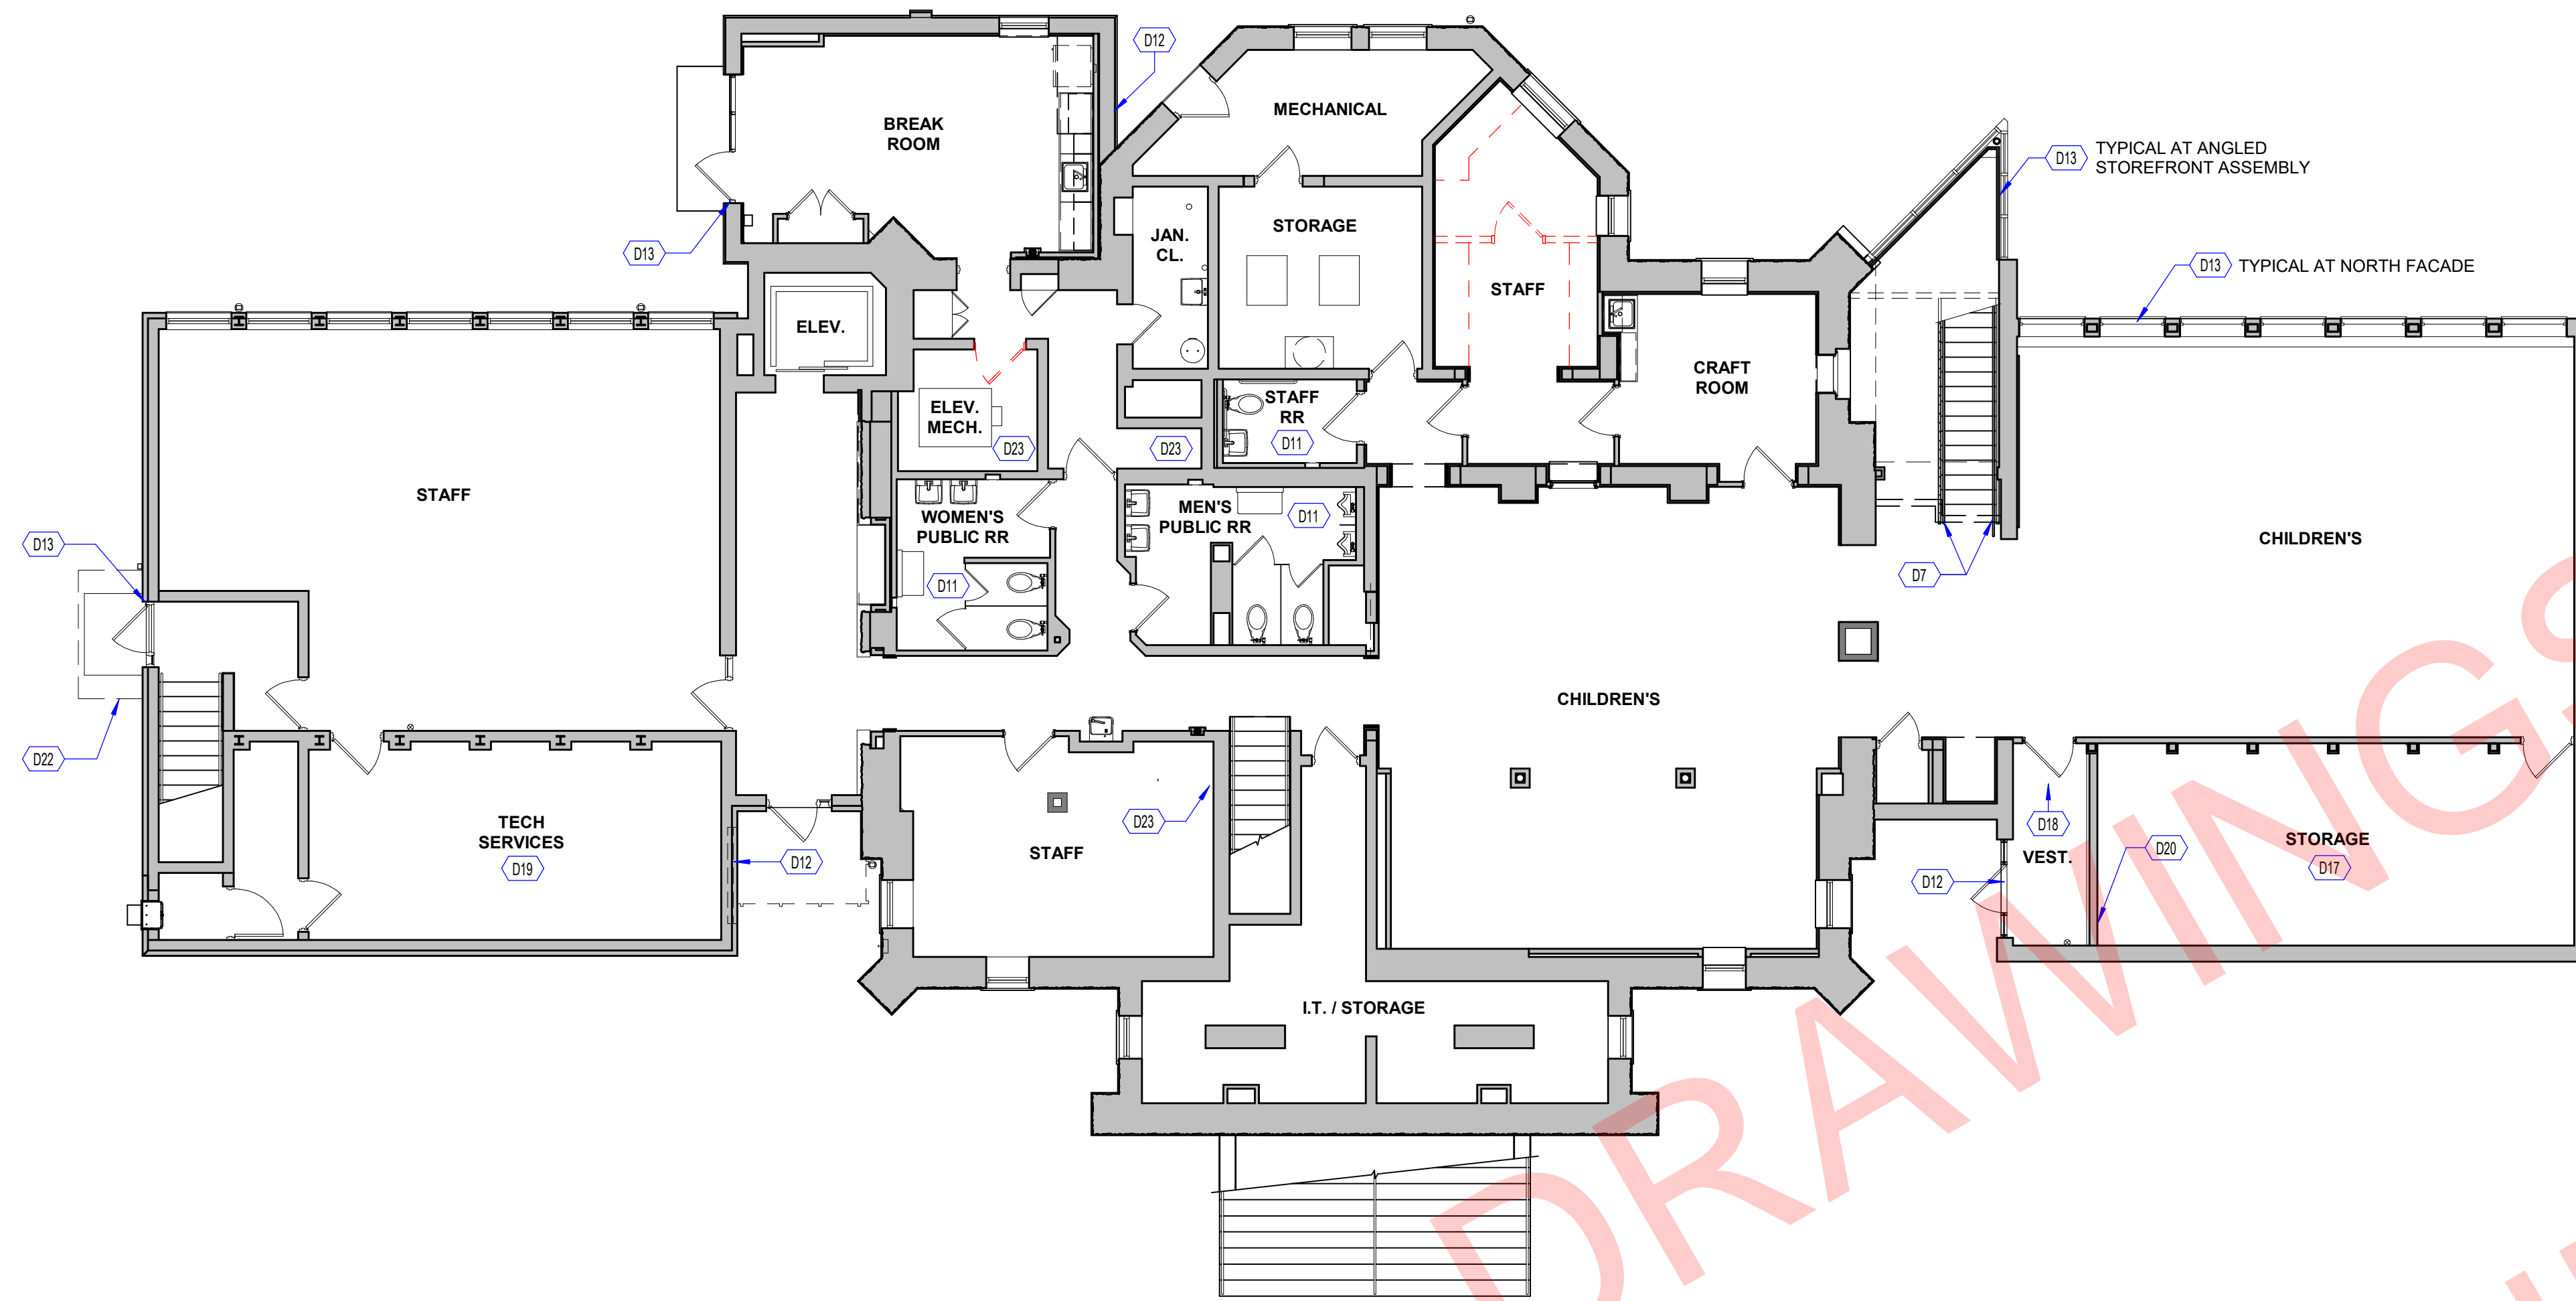 D12
MECHANICAL
BREAK
ROOM
D13
TYPICAL AT ANGLED
STOREFRONT ASSEMBLY
STORAGE
JAN.
CL.
D13
D13
TYPICAL AT NORTH FACADE
STAFF
ELEV.
CRAFT
ROOM
STAFF
RR
D11
ELEV.
MECH.
D23
D23
STAFF
WOMEN'S
PUBLIC RR
D11
MEN'S
PUBLIC RR
D11
CHILDREN'S
D13
D7
CHILDREN'S
D22
TECH
SERVICES
D19
D12
STAFF
D23
D18
VEST.
D20
STORAGE
D17
D12
I.T. / STORAGE
DRAWINGS